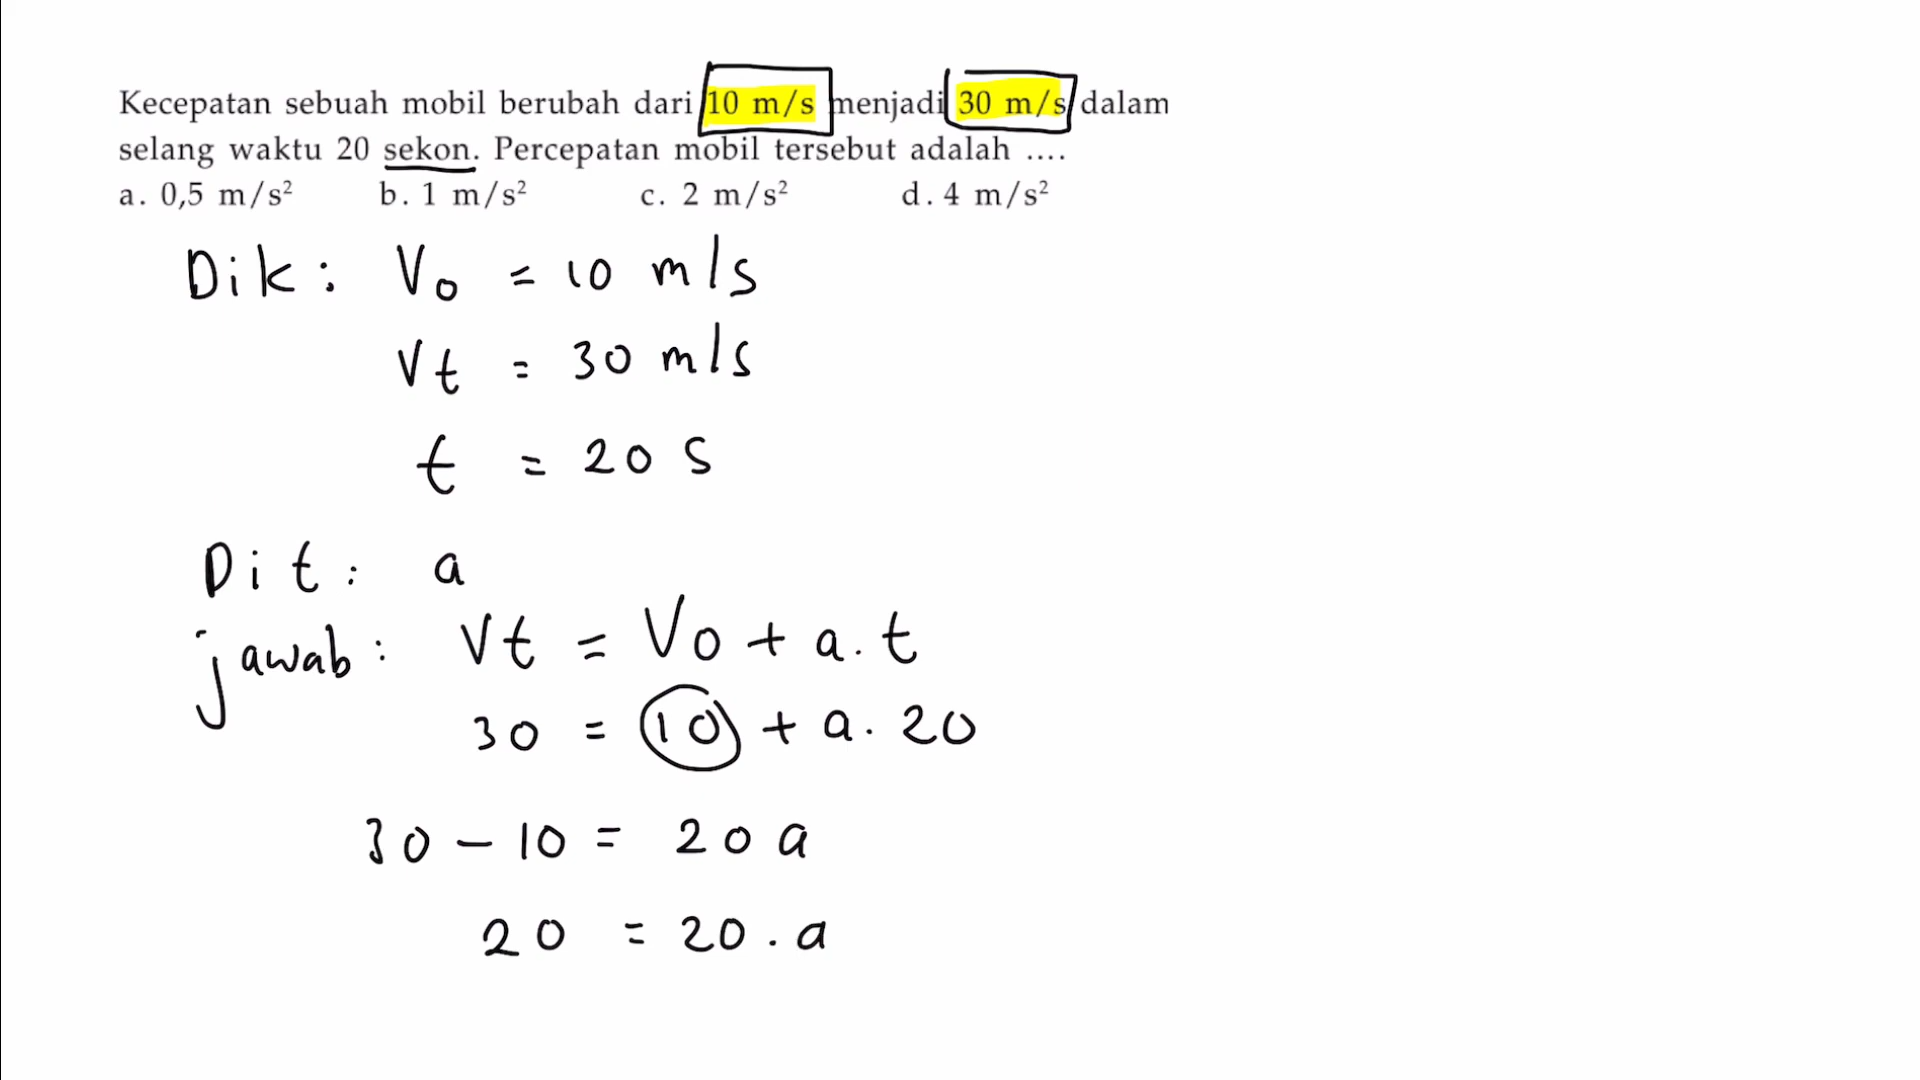 Kecepatan sebuah mobil berubah dari 10 m/s menjadi 30 m/s dalam
selang waktu 20 sekon. Percepatan mobil tersebut adalah ....
a. 0,5 m/s² b. 1 m/s² c. 2 m/s² d. 4 m/s²
Dik : Vo = 10 m/s
Vt = 30 m/s
t = 20 s
Dit : a
jawab : Vt = Vo + a . t
30 = 10 + a . 20
30 - 10 = 20 a
20 = 20 . a